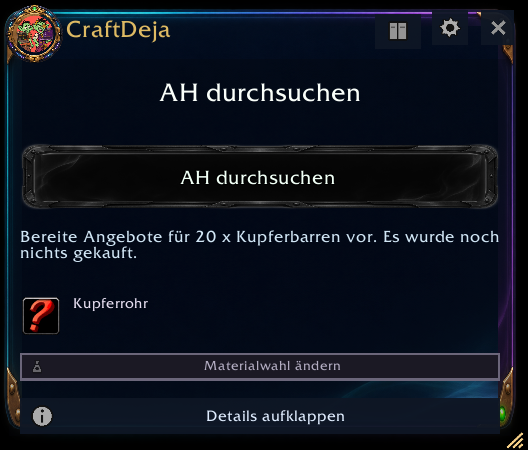 CraftDeja
AH durchsuchen
AH durchsuchen
Bereite Angebote für 20 x Kupferbarren vor. Es wurde noch
nichts gekauft.
Kupferrohr
Materialwahl ändern
Details aufklappen